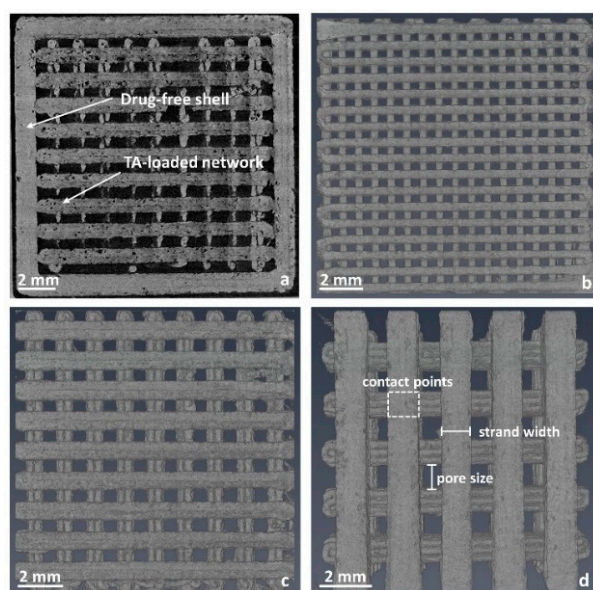 Drug-free shell
TA-loaded network
2 mm
a
2 mm
b
2 mm
c
contact points
strand width
pore size
2 mm
d